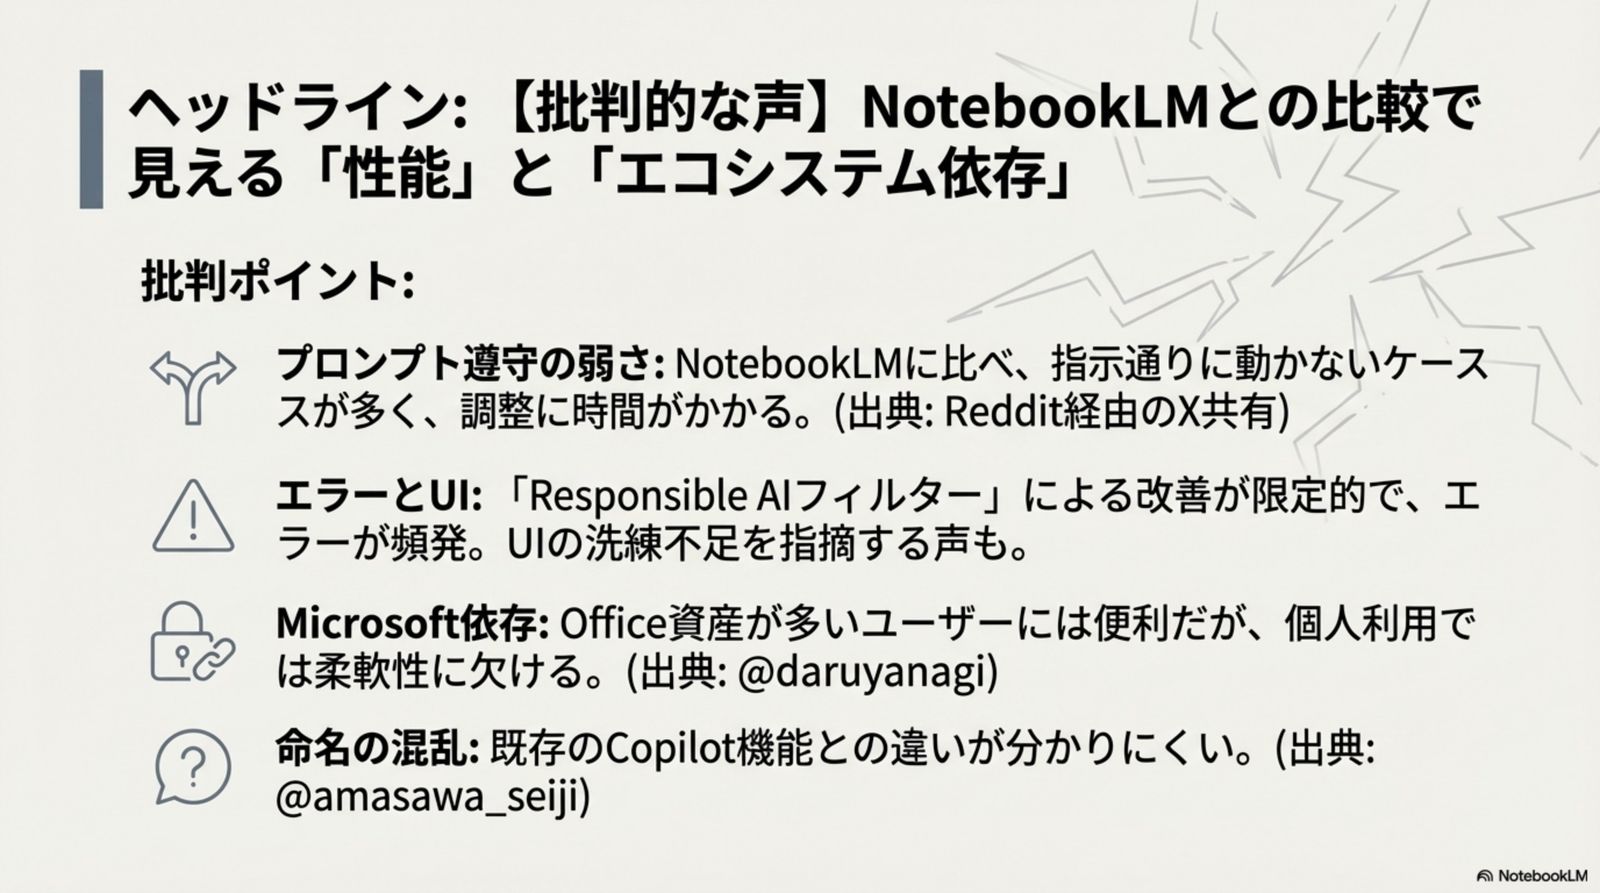 ヘッドライン: 【批判的な声】NotebookLMとの比較で
見える「性能」と「エコシステム依存」
批判ポイント:
プロンプト遵守の弱さ: NotebookLMに比べ、指示通りに動かないケース
スが多く、調整に時間がかかる。(出典: Reddit経由のX共有)
エラーとUI: 「Responsible AIフィルター」による改善が限定的で、エ
ラーが頻発。UIの洗練不足を指摘する声も。
Microsoft依存: Office資産が多いユーザーには便利だが、個人利用で
は柔軟性に欠ける。(出典: @daruyanagi)
命名の混乱: 既存のCopilot機能との違いが分かりにくい。(出典:
@amasawa_seiji)
NotebookLM